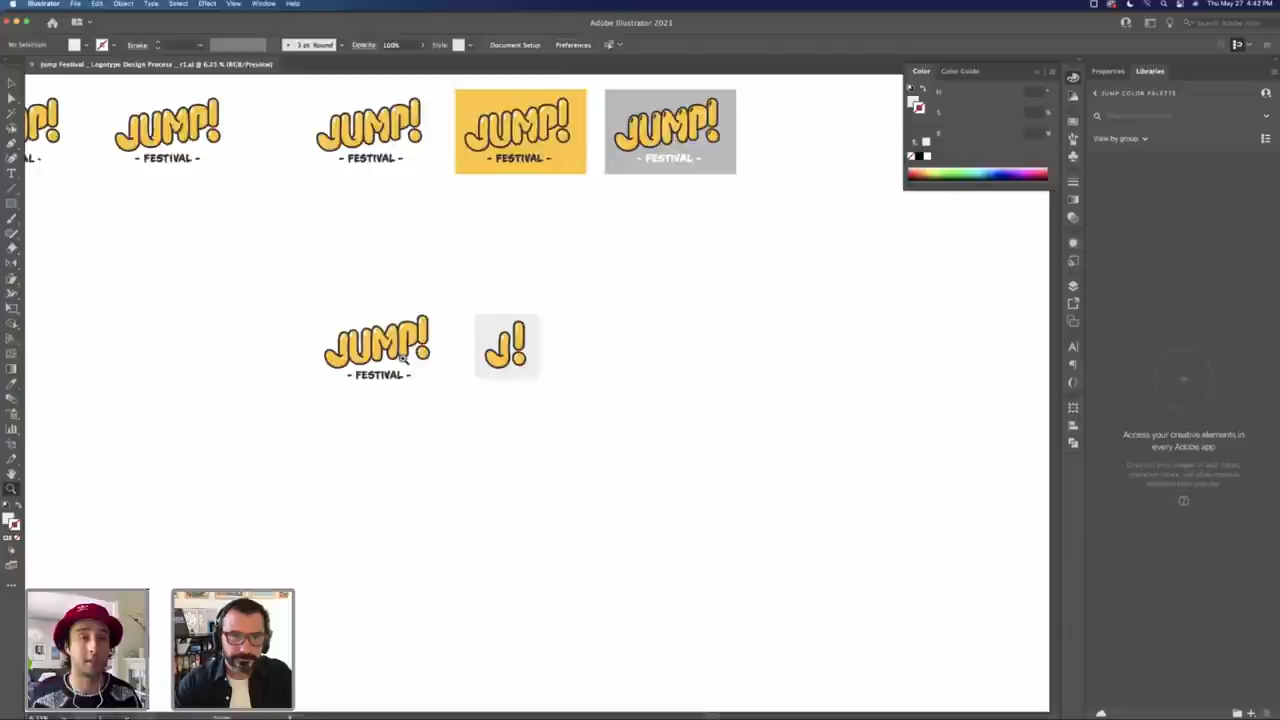 Illustrator File Edit Object Type Select Effect View Window Help
Thu May 27 4:42 PM
Adobe Illustrator 2021
No Selection
Stroke:
5 pt. Round
Opacity: 100%
Style:
Document Setup
Preferences
Jump Festival _ Logotype Design Process _ r1.ai @ 6.25 % (RGB/Preview)
JUMP!
- FESTIVAL -
JUMP!
- FESTIVAL -
JUMP!
- FESTIVAL -
JUMP!
- FESTIVAL -
JUMP!
- FESTIVAL -
J!
Color
Color Guide
H
S
B
Properties
Libraries
JUMP COLOR PALETTE
View by group
Access your creative elements in
every Adobe app